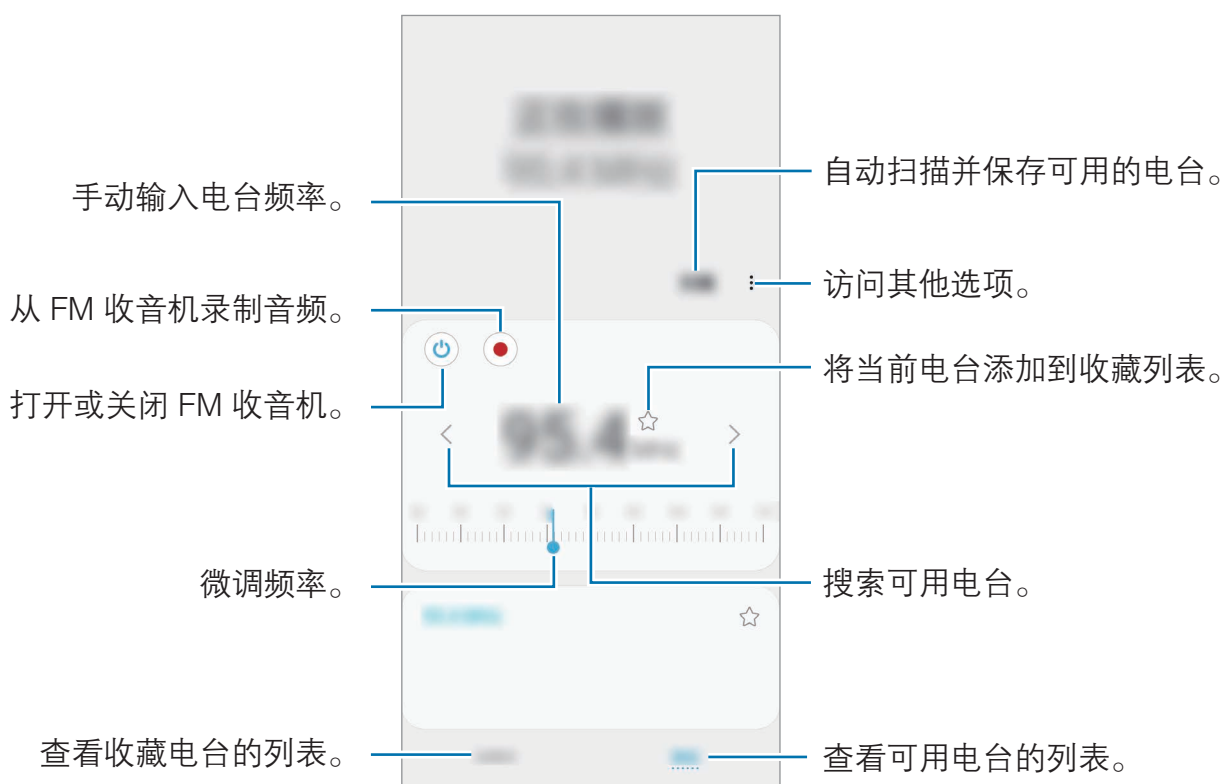 自动扫描并保存可用的电台。
手动输入电台频率。
访问其他选项。
从 FM 收音机录制音频。
将当前电台添加到收藏列表。
打开或关闭 FM 收音机。
95.4
微调频率。
搜索可用电台。
查看收藏电台的列表。
查看可用电台的列表。